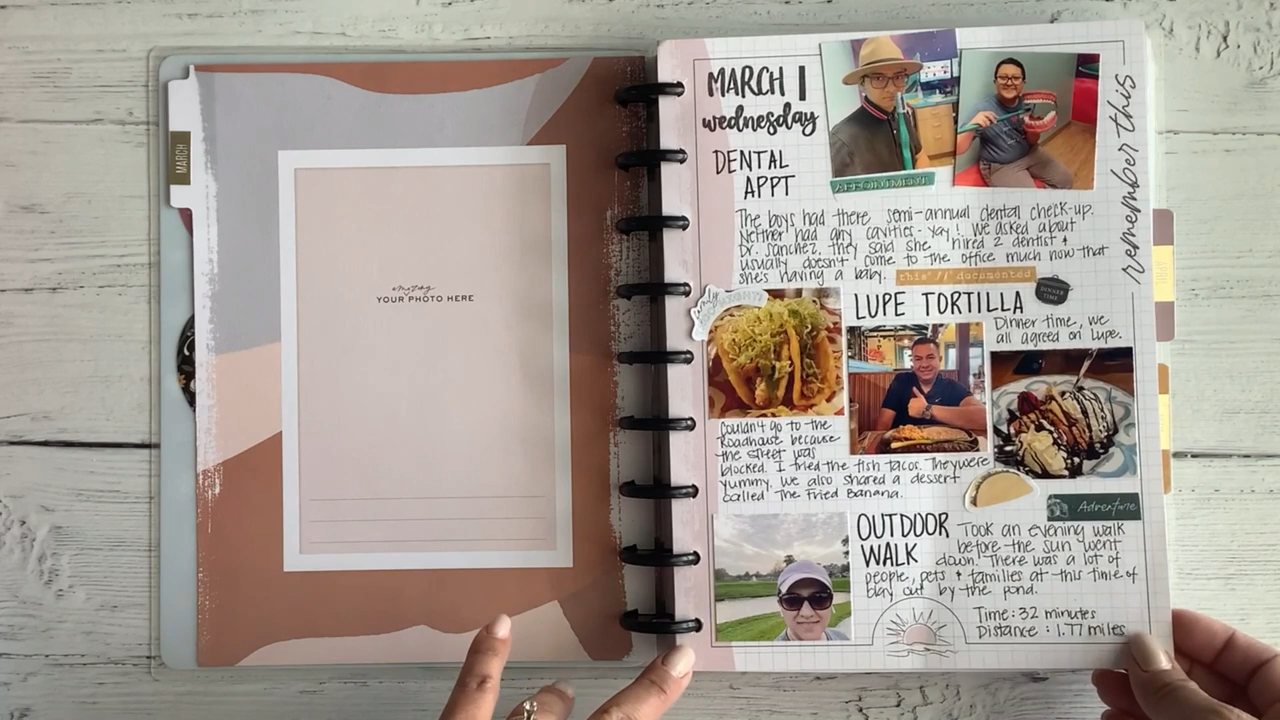 MARCH
amazing
YOUR PHOTO HERE
MARCH 1
wednesday
DENTAL
APPT
APPOINTMENT
remember this
The boys had there semi-annual dental check-up.
Neither had any cavities - yay! We asked about
Dr. Sanchez, they said she hired 2 dentist +
usually doesn't come to the office much now that
she's having a baby.
this // documented
DINNER
TIME
LUPE TORTILLA
Dinner time, we
all agreed on Lupe.
Couldn't go to the
Roadhouse because
the street was
blocked. I tried the fish tacos. They were
yummy. We also shared a dessert
called The Fried Banana.
Adventure
OUTDOOR
WALK
Took an evening walk
before the sun went
down. There was a lot of
people, pets + families at this time of
day out by the pond.
Time: 32 minutes
Distance: 1.77 miles
APRIL